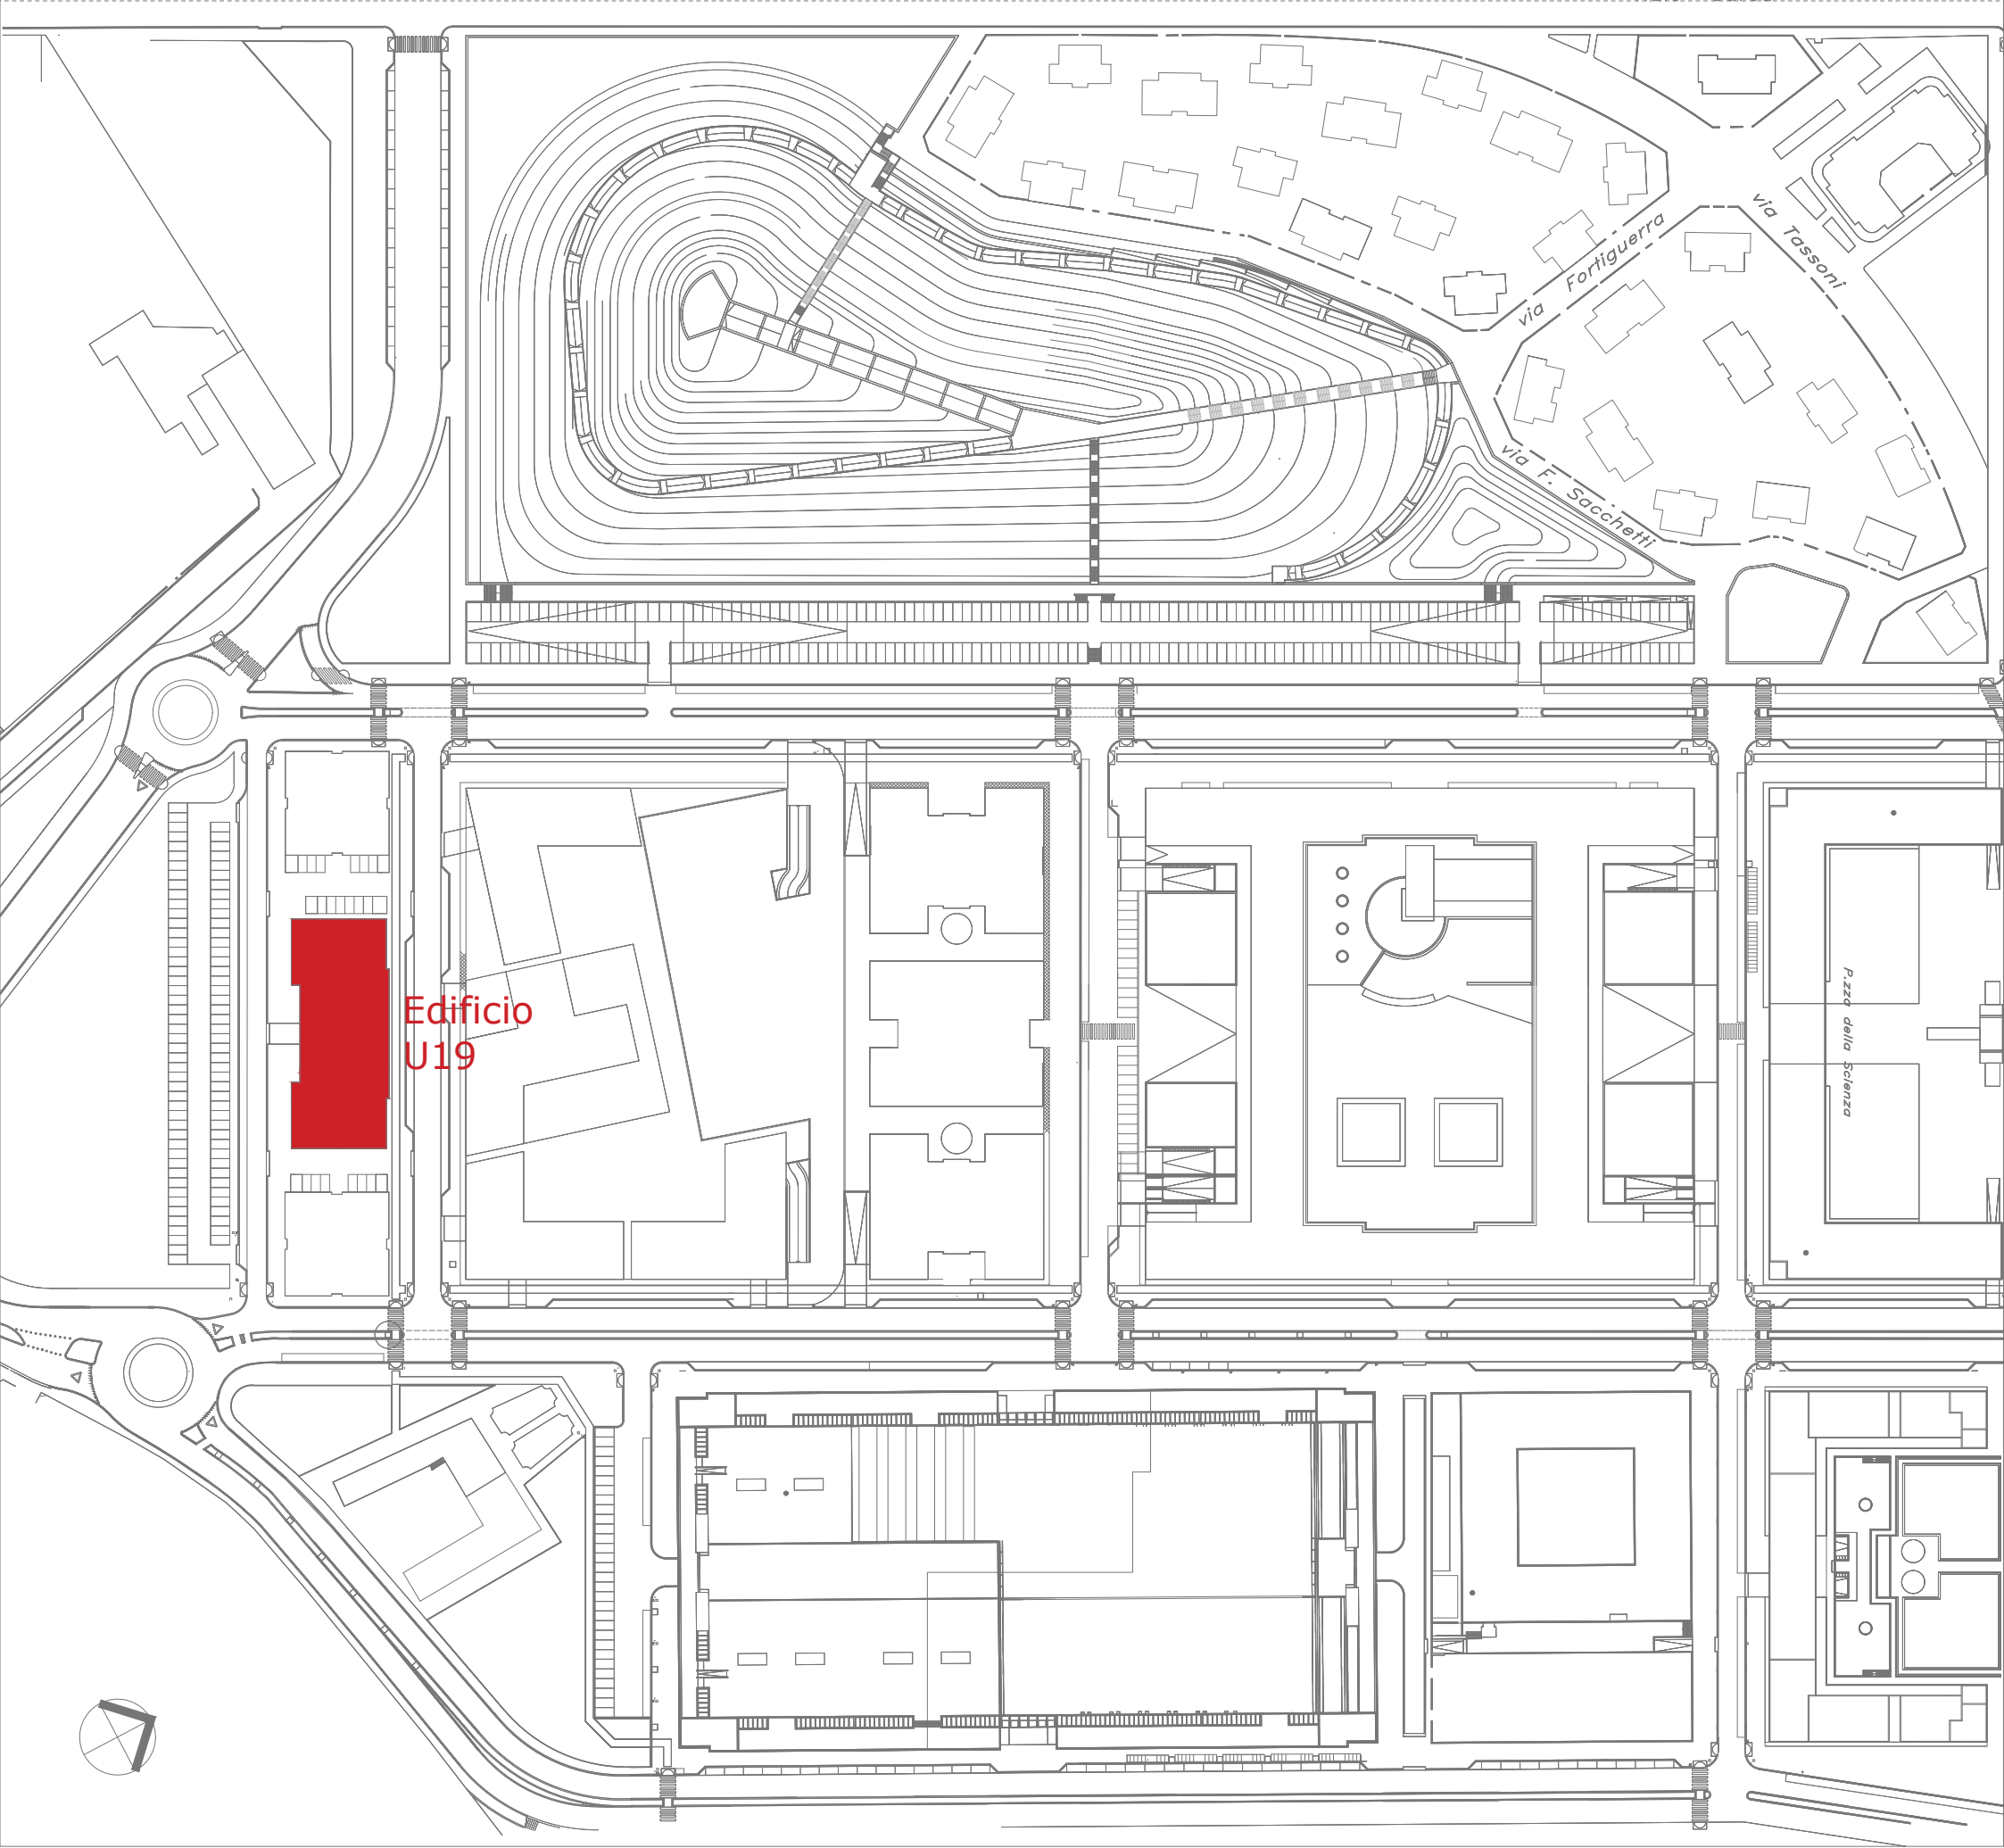 via Tassoni
via Fortiguerra
via F. Sacchetti
P.zza della Scienza
Edificio
U19